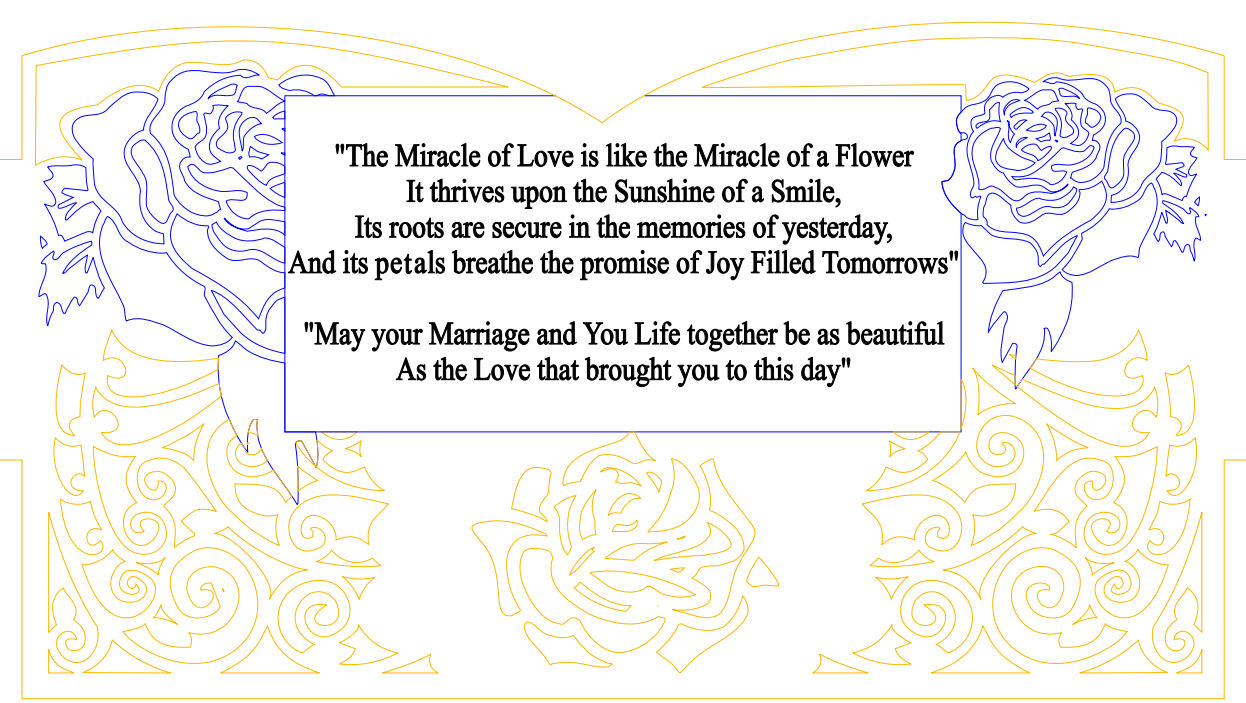 "The Miracle of Love is like the Miracle of a Flower
It thrives upon the Sunshine of a Smile,
Its roots are secure in the memories of yesterday,
And its petals breathe the promise of Joy Filled Tomorrows"
"May your Marriage and You Life together be as beautiful
As the Love that brought you to this day"